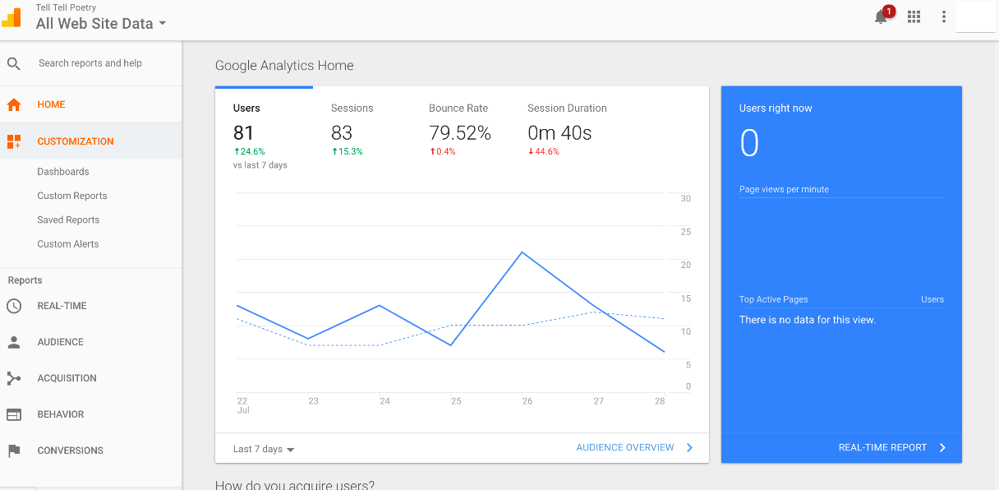 Tell Tell Poetry
All Web Site Data
1
Search reports and help
HOME
CUSTOMIZATION
Dashboards
Custom Reports
Saved Reports
Custom Alerts
Reports
REAL-TIME
AUDIENCE
ACQUISITION
BEHAVIOR
CONVERSIONS
Google Analytics Home
Users Sessions Bounce Rate Session Duration
81 83 79.52% 0m 40s
↑24.6% ↑15.3% ↑0.4% ↓44.6%
vs last 7 days
30
25
20
15
10
5
0
22 23 24 25 26 27 28
Jul
Last 7 days
AUDIENCE OVERVIEW
Users right now
0
Page views per minute
Top Active Pages Users
There is no data for this view.
REAL-TIME REPORT
How do you acquire users?